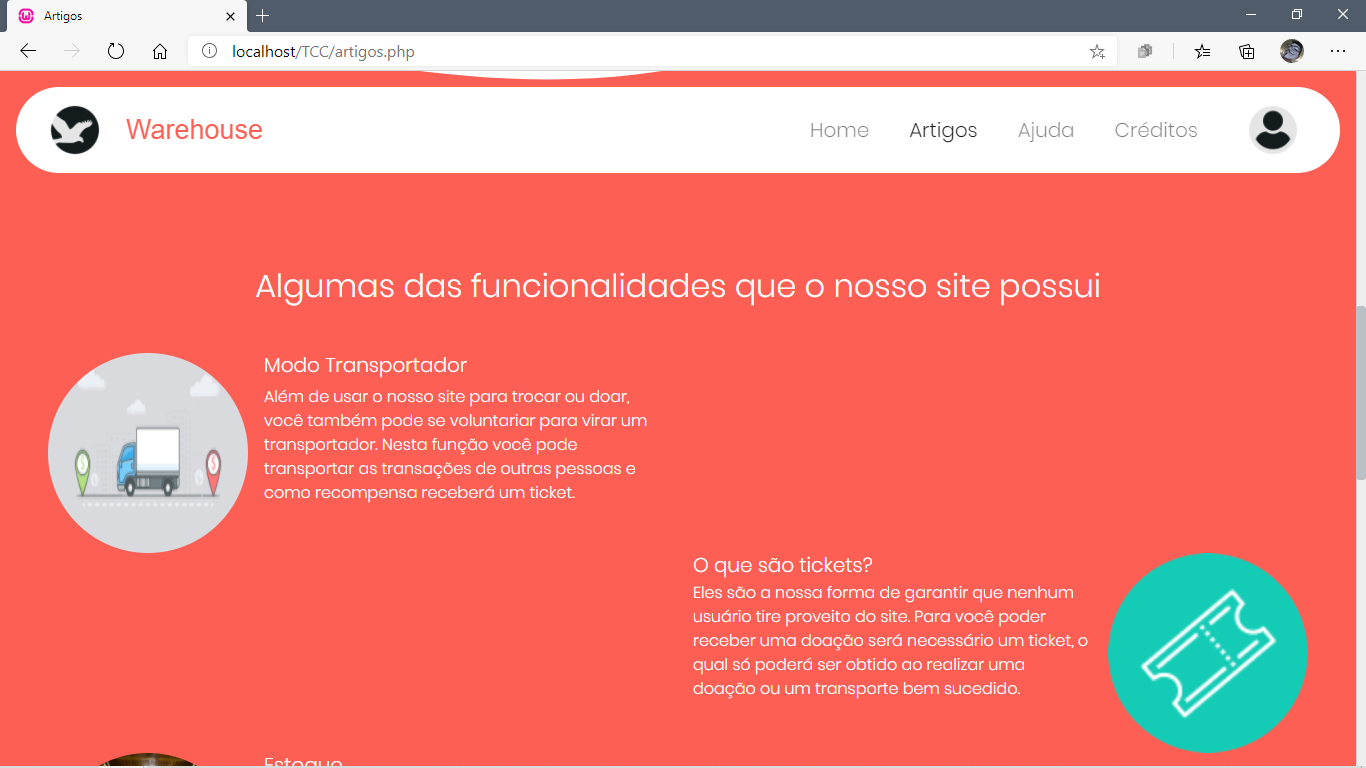 Artigos
localhost/TCC/artigos.php
Warehouse
Home
Artigos
Ajuda
Créditos
Algumas das funcionalidades que o nosso site possui
Modo Transportador
Além de usar o nosso site para trocar ou doar,
você também pode se voluntariar para virar um
transportador. Nesta função você pode
transportar as transações de outras pessoas e
como recompensa receberá um ticket.
O que são tickets?
Eles são a nossa forma de garantir que nenhum
usuário tire proveito do site. Para você poder
receber uma doação será necessário um ticket, o
qual só poderá ser obtido ao realizar uma
doação ou um transporte bem sucedido.
Estoque